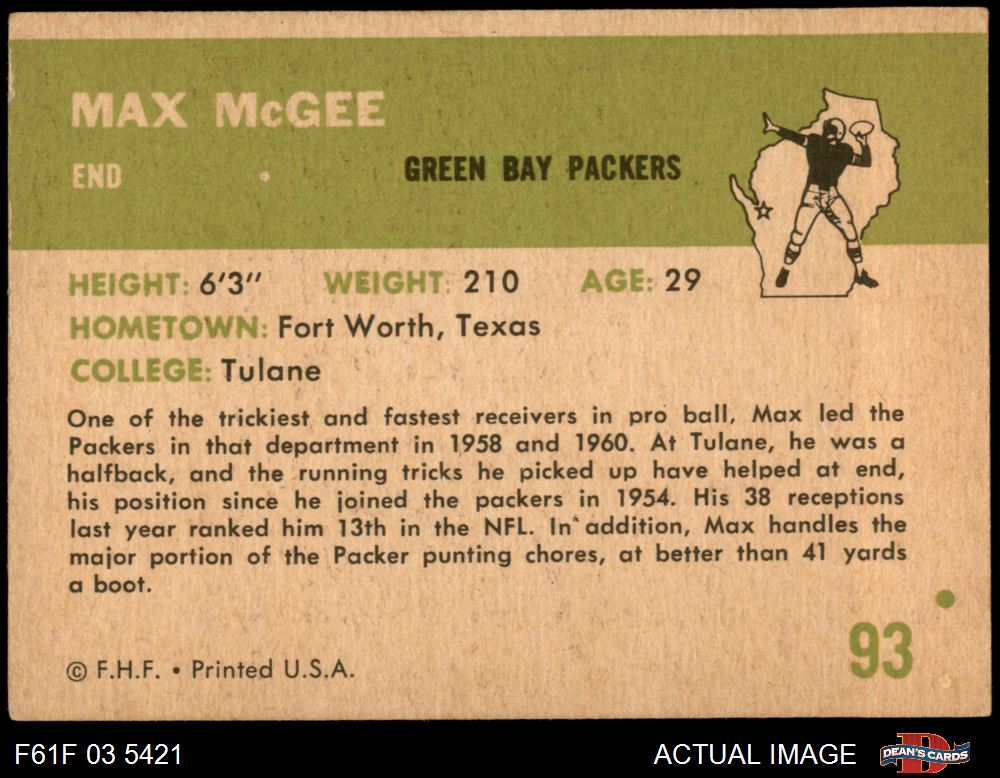 MAX McGEE
END
GREEN BAY PACKERS
HEIGHT: 6'3" WEIGHT: 210 AGE: 29
HOMETOWN: Fort Worth, Texas
COLLEGE: Tulane
One of the trickiest and fastest receivers in pro ball, Max led the
Packers in that department in 1958 and 1960. At Tulane, he was a
halfback, and the running tricks he picked up have helped at end,
his position since he joined the packers in 1954. His 38 receptions
last year ranked him 13th in the NFL. In addition, Max handles the
major portion of the Packer punting chores, at better than 41 yards
a boot.
93
© F.H.F. • Printed U.S.A.
F61F 03 5421
ACTUAL IMAGE
D
DEAN'S CARDS